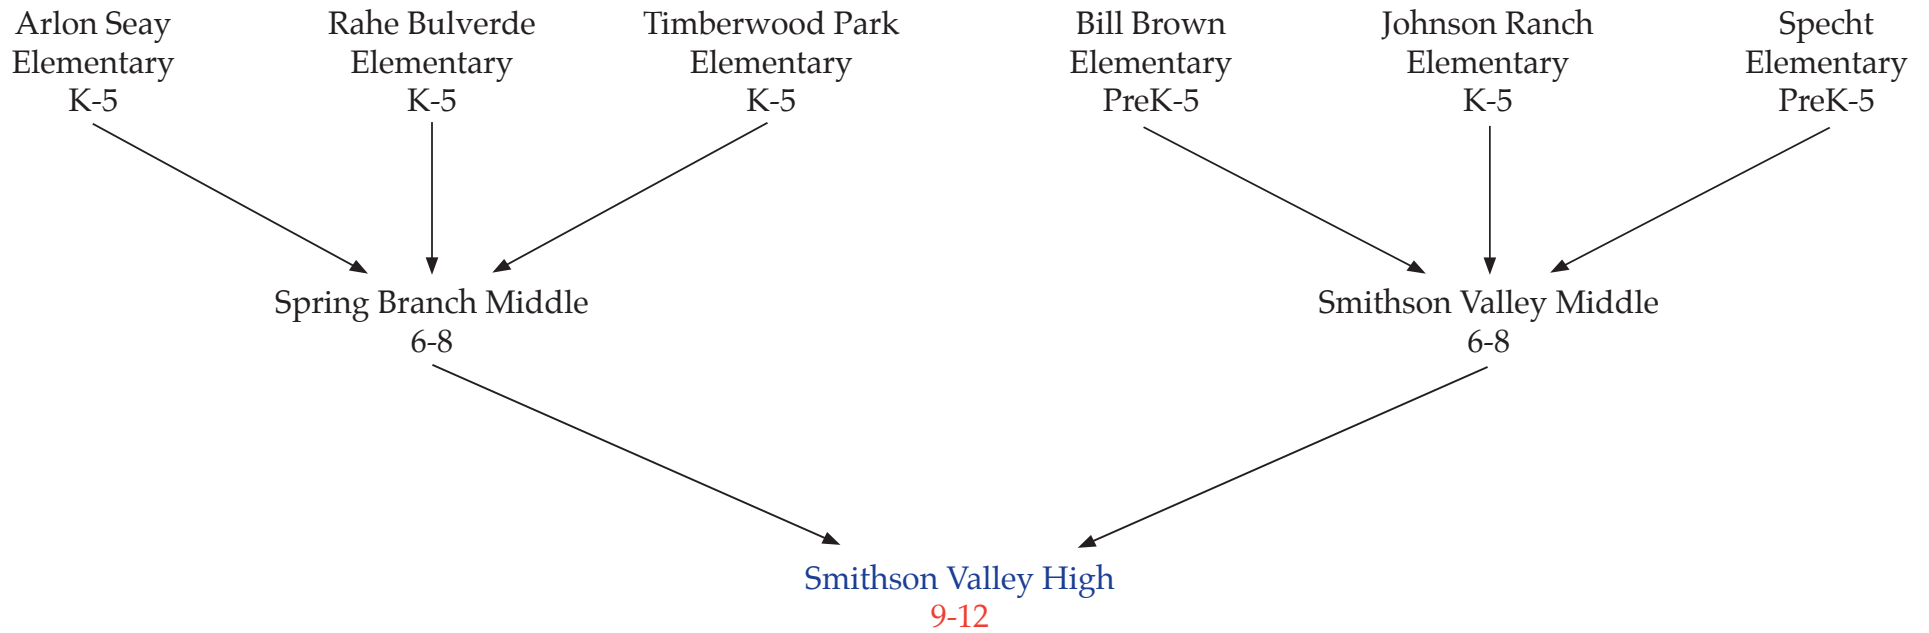 Arlon Seay
Elementary
K-5
Rahe Bulverde
Elementary
K-5
Timberwood Park
Elementary
K-5
Bill Brown
Elementary
PreK-5
Johnson Ranch
Elementary
K-5
Specht
Elementary
PreK-5
Spring Branch Middle
6-8
Smithson Valley Middle
6-8
Smithson Valley High
9-12